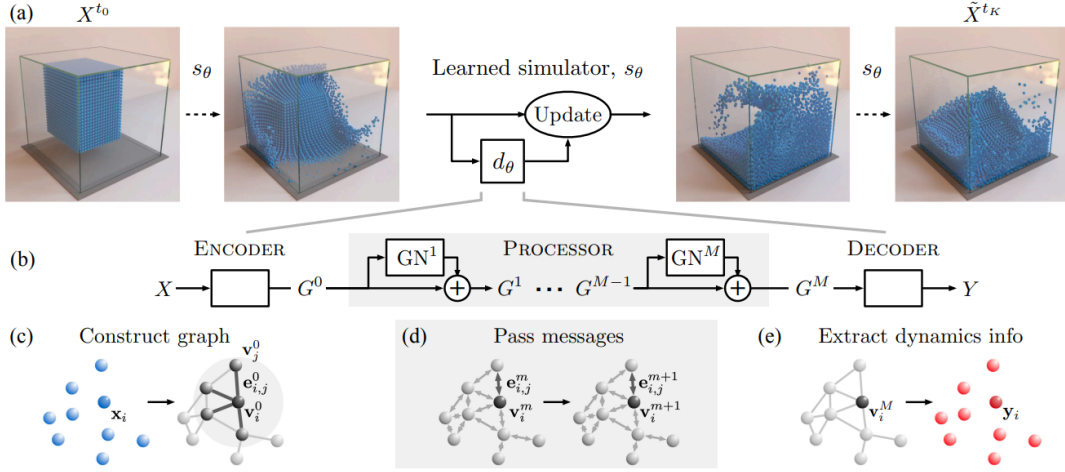 (a)
X^{t_0}
s_θ
Learned simulator, s_θ
Update
d_θ
s_θ
X̃^{t_K}
(b)
ENCODER
PROCESSOR
DECODER
X
G^0
GN^1
+
G^1
···
G^{M-1}
GN^M
+
G^M
Y
(c)
Construct graph
x_i
v_j^0
e_{i,j}^0
v_i^0
(d)
Pass messages
e_{i,j}^m
v_i^m
e_{i,j}^{m+1}
v_i^{m+1}
(e)
Extract dynamics info
v_i^M
y_i